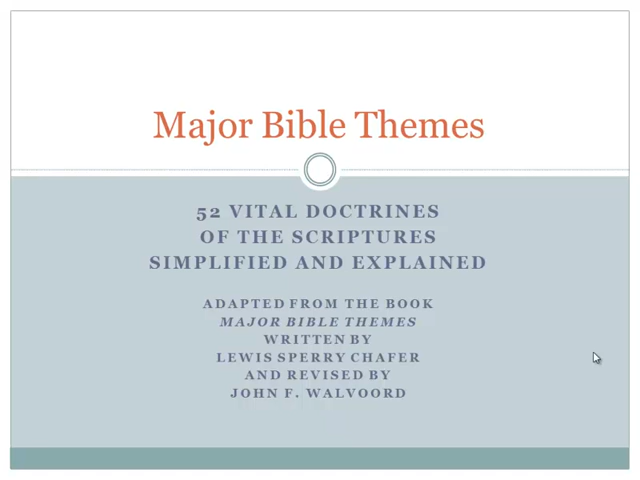 Major Bible Themes
52 VITAL DOCTRINES
OF THE SCRIPTURES
SIMPLIFIED AND EXPLAINED
ADAPTED FROM THE BOOK
MAJOR BIBLE THEMES
WRITTEN BY
LEWIS SPERRY CHAFER
AND REVISED BY
JOHN F. WALVOORD